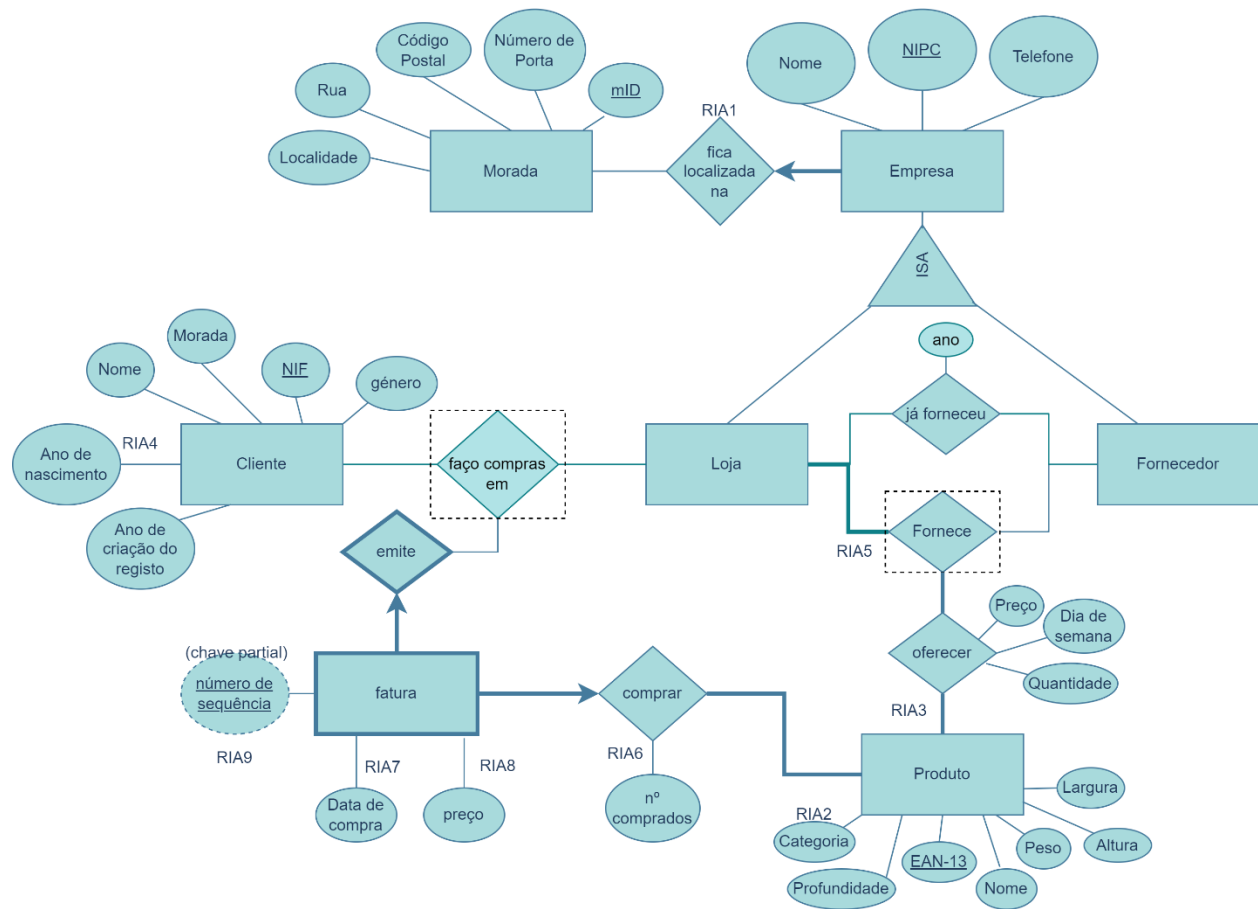 Código
Postal
Número de
Porta
Rua
mID
Localidade
Morada
RIA1
fica
localizada
na
Nome
NIPC
Telefone
Empresa
ISA
Morada
Nome
NIF
género
RIA4
Ano de
nascimento
Cliente
Ano de
criação do
registo
faço compras
em
Loja
ano
já forneceu
Fornecedor
Fornece
RIA5
emite
Preço
Dia de
semana
oferecer
Quantidade
RIA3
(chave partial)
número de
sequência
RIA9
fatura
RIA7
RIA8
Data de
compra
preço
comprar
RIA6
nº
comprados
Produto
RIA2
Categoria
Profundidade
EAN-13
Nome
Peso
Altura
Largura